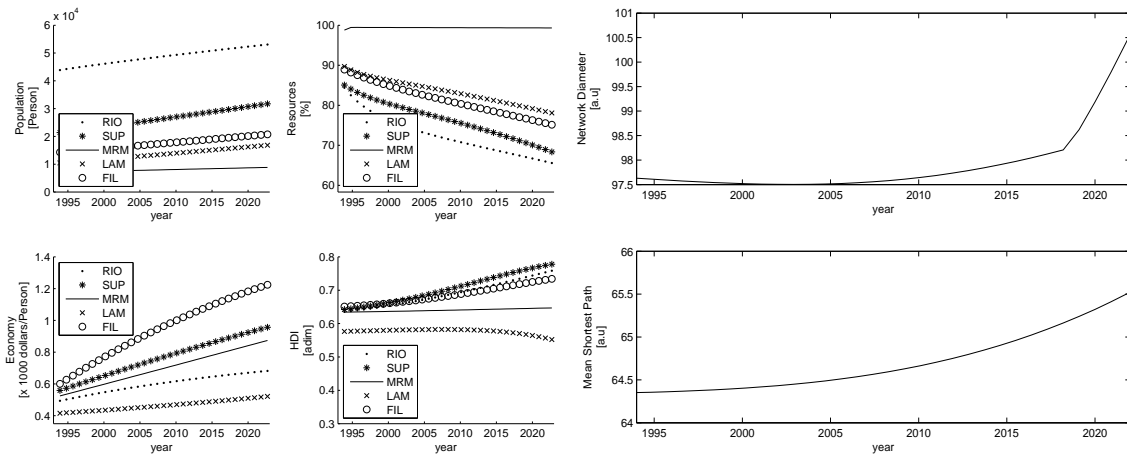 x 10^4
6
5
4
3
2
1
0
Population
[Person]
RIO
SUP
MRM
LAM
FIL
1995 2000 2005 2010 2015 2020
year
100
90
80
70
60
Resources
[%]
RIO
SUP
MRM
LAM
FIL
1995 2000 2005 2010 2015 2020
year
101
100.5
100
99.5
99
98.5
98
97.5
Network Diameter
[a.u]
1995 2000 2005 2010 2015 2020
year
1.4
1.2
1
0.8
0.6
0.4
Economy
[x 1000 dollars/Person]
RIO
SUP
MRM
LAM
FIL
1995 2000 2005 2010 2015 2020
year
0.8
0.7
0.6
0.5
0.4
0.3
HDI
[adim]
RIO
SUP
MRM
LAM
FIL
1995 2000 2005 2010 2015 2020
year
66
65.5
65
64.5
64
Mean Shortest Path
[a.u]
1995 2000 2005 2010 2015 2020
year